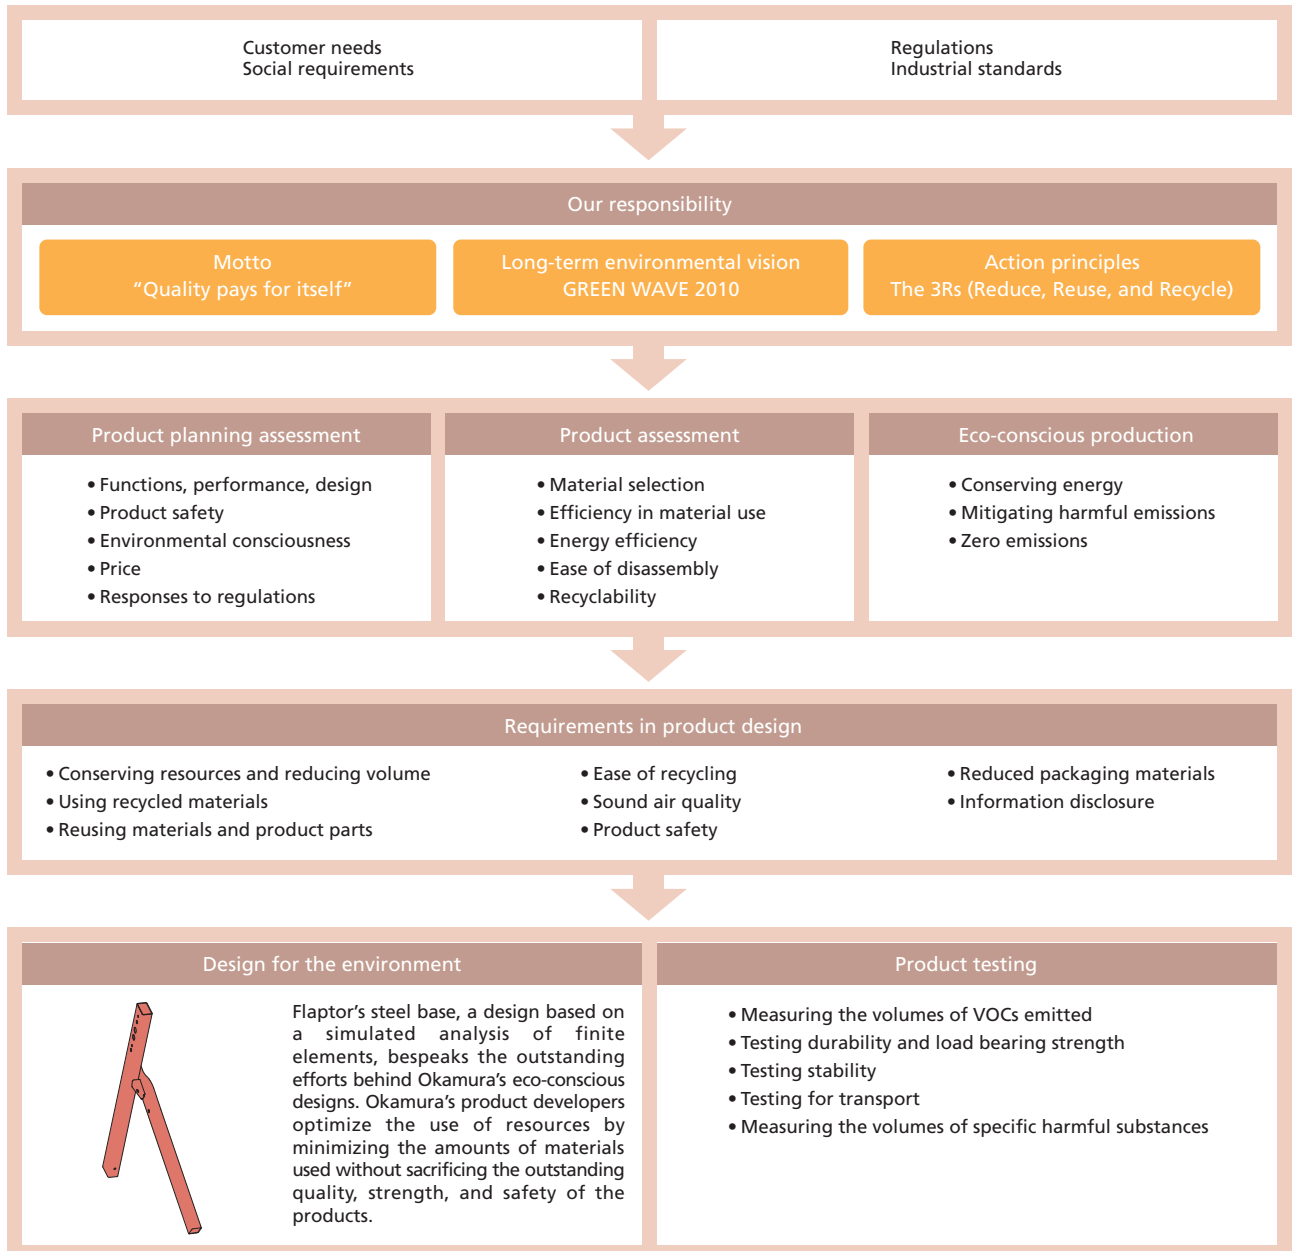 Customer needs
Social requirements
Regulations
Industrial standards
Our responsibility
Motto
“Quality pays for itself”
Long-term environmental vision
GREEN WAVE 2010
Action principles
The 3Rs (Reduce, Reuse, and Recycle)
Product planning assessment
• Functions, performance, design
• Product safety
• Environmental consciousness
• Price
• Responses to regulations
Product assessment
• Material selection
• Efficiency in material use
• Energy efficiency
• Ease of disassembly
• Recyclability
Eco-conscious production
• Conserving energy
• Mitigating harmful emissions
• Zero emissions
Requirements in product design
• Conserving resources and reducing volume
• Using recycled materials
• Reusing materials and product parts
• Ease of recycling
• Sound air quality
• Product safety
• Reduced packaging materials
• Information disclosure
Design for the environment
Flaptor’s steel base, a design based on
a simulated analysis of finite
elements, bespeaks the outstanding
efforts behind Okamura’s eco-conscious
designs. Okamura’s product developers
optimize the use of resources by
minimizing the amounts of materials
used without sacrificing the outstanding
quality, strength, and safety of the
products.
Product testing
• Measuring the volumes of VOCs emitted
• Testing durability and load bearing strength
• Testing stability
• Testing for transport
• Measuring the volumes of specific harmful substances